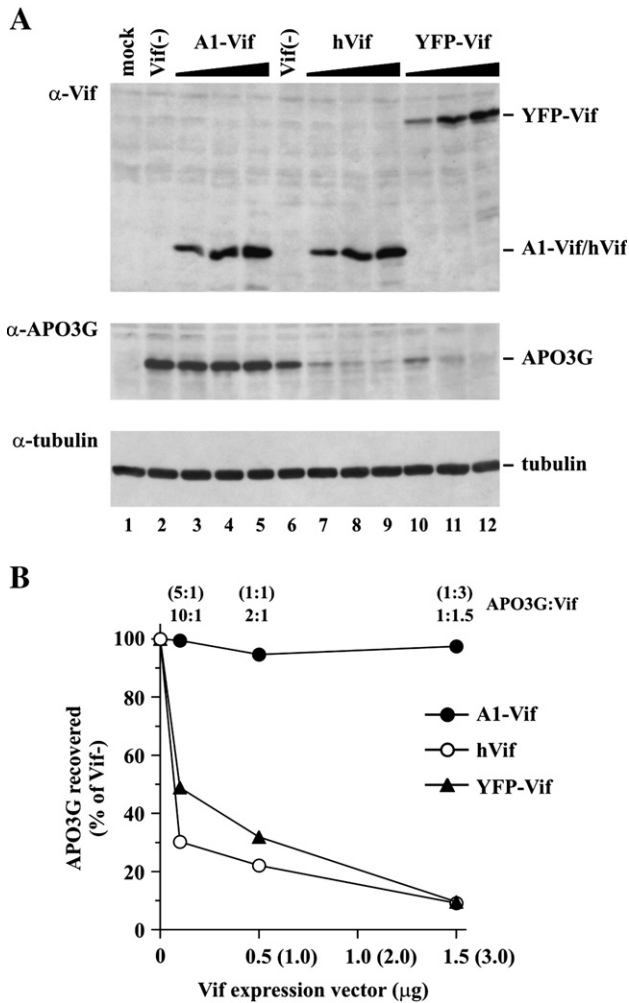 A
mock
Vif(-)
A1-Vif
Vif(-)
hVif
YFP-Vif
α-Vif
YFP-Vif
A1-Vif/hVif
α-APO3G
APO3G
α-tubulin
tubulin
1 2 3 4 5 6 7 8 9 10 11 12
B
(5:1) (1:1) (1:3)
10:1 2:1 1:1.5
APO3G:Vif
100
80
60
40
20
0
APO3G recovered
(% of Vif-)
A1-Vif
hVif
YFP-Vif
0 0.5 (1.0) 1.0 (2.0) 1.5 (3.0)
Vif expression vector (μg)